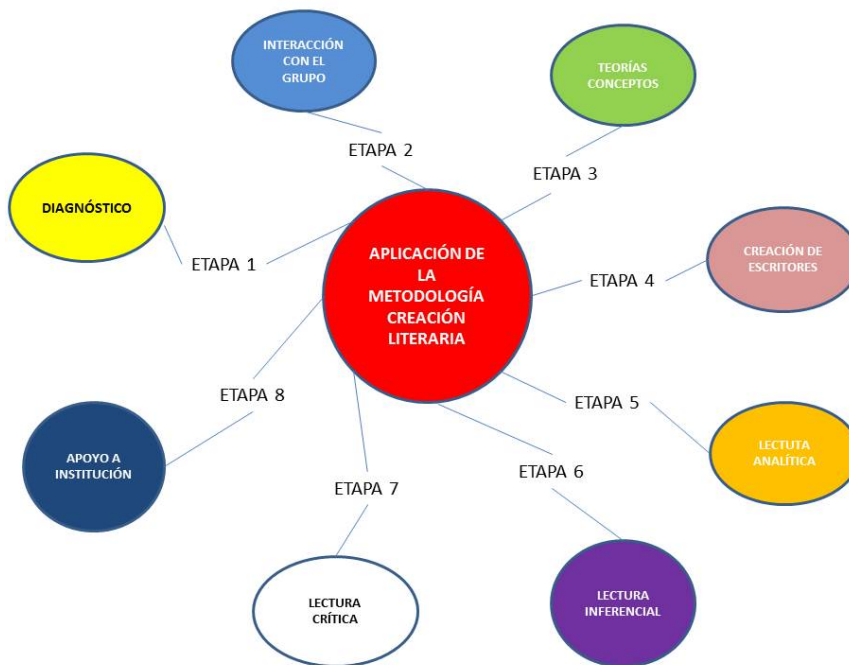 APLICACIÓN DE
LA
METODOLOGÍA
CREACIÓN
LITERARIA
ETAPA 1
DIAGNÓSTICO
ETAPA 2
INTERACCIÓN
CON EL
GRUPO
ETAPA 3
TEORÍAS
CONCEPTOS
ETAPA 4
CREACIÓN DE
ESCRITORES
ETAPA 5
LECTUTA
ANALÍTICA
ETAPA 6
LECTURA
INFERENCIAL
ETAPA 7
LECTURA
CRÍTICA
ETAPA 8
APOYO A
INSTITUCIÓN